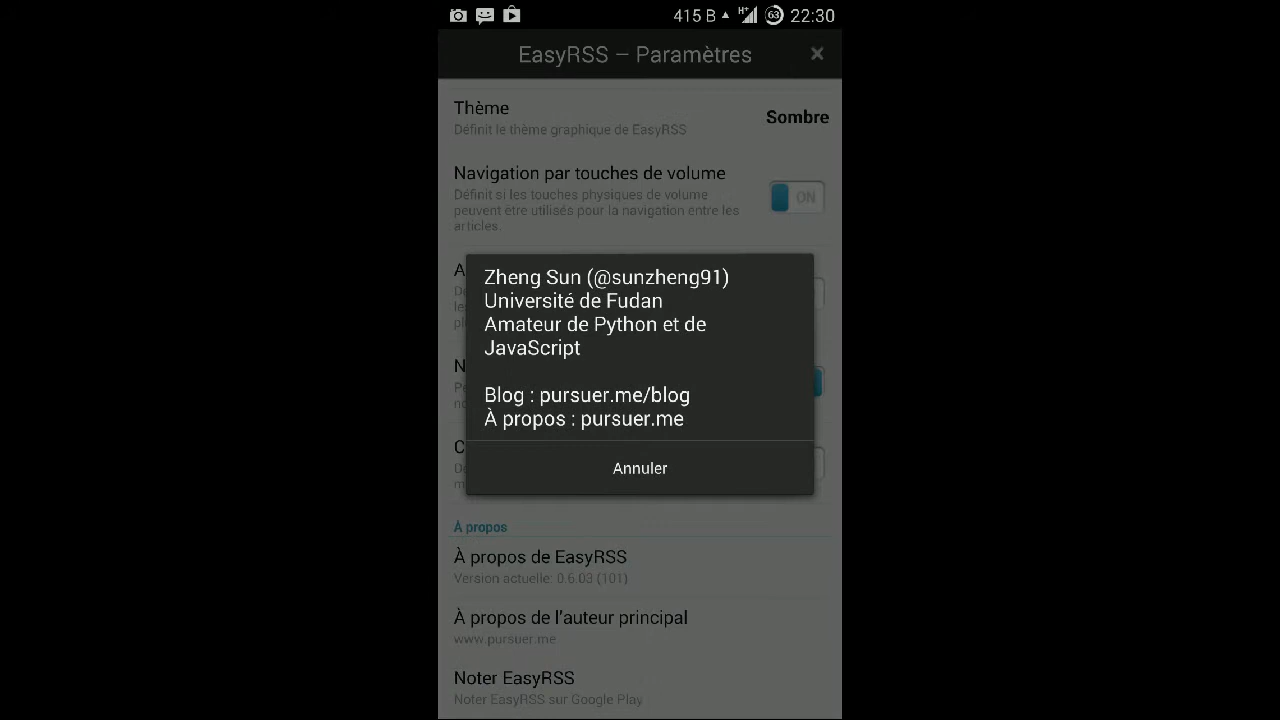 415 B H+ 63 22:30
EasyRSS – Paramètres ×
Thème
Définit le thème graphique de EasyRSS
Sombre
Navigation par touches de volume
Définit si les touches physiques de volume
peuvent être utilisés pour la navigation entre les
articles.
ON
Zheng Sun (@sunzheng91)
Université de Fudan
Amateur de Python et de
JavaScript
Blog : pursuer.me/blog
À propos : pursuer.me
Annuler
À propos
À propos de EasyRSS
Version actuelle: 0.6.03 (101)
À propos de l'auteur principal
www.pursuer.me
Noter EasyRSS
Noter EasyRSS sur Google Play